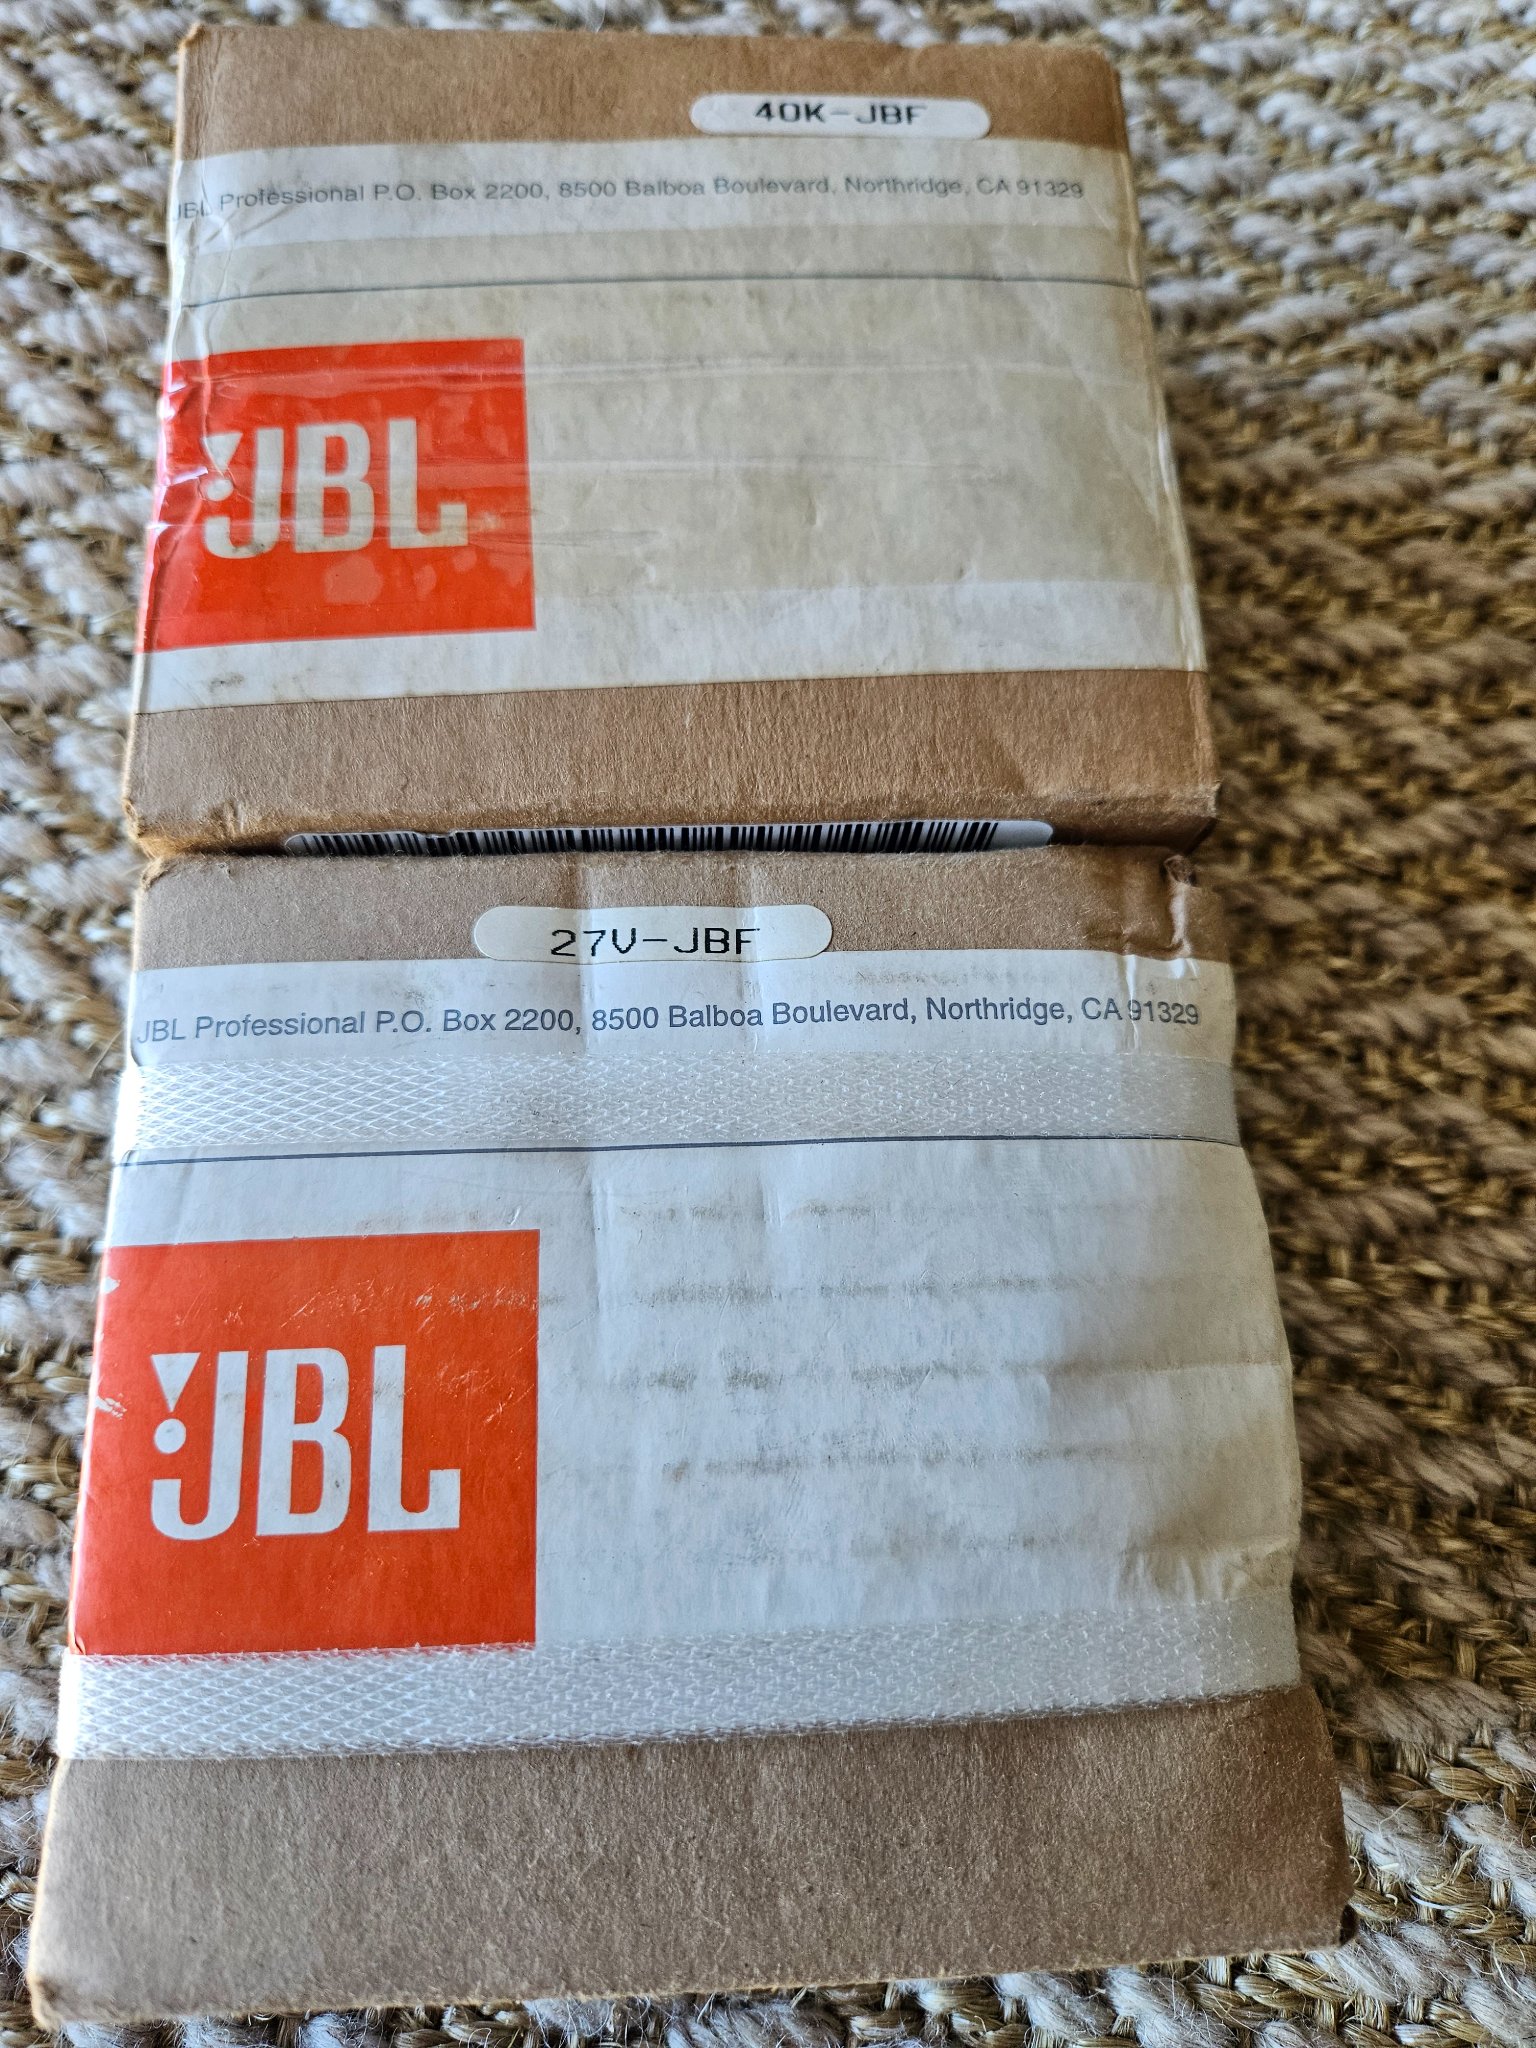 40K-JBF
JBL Professional P.O. Box 2200, 8500 Balboa Boulevard, Northridge, CA 91329
JBL
27V-JBF
JBL Professional P.O. Box 2200, 8500 Balboa Boulevard, Northridge, CA 91329
JBL